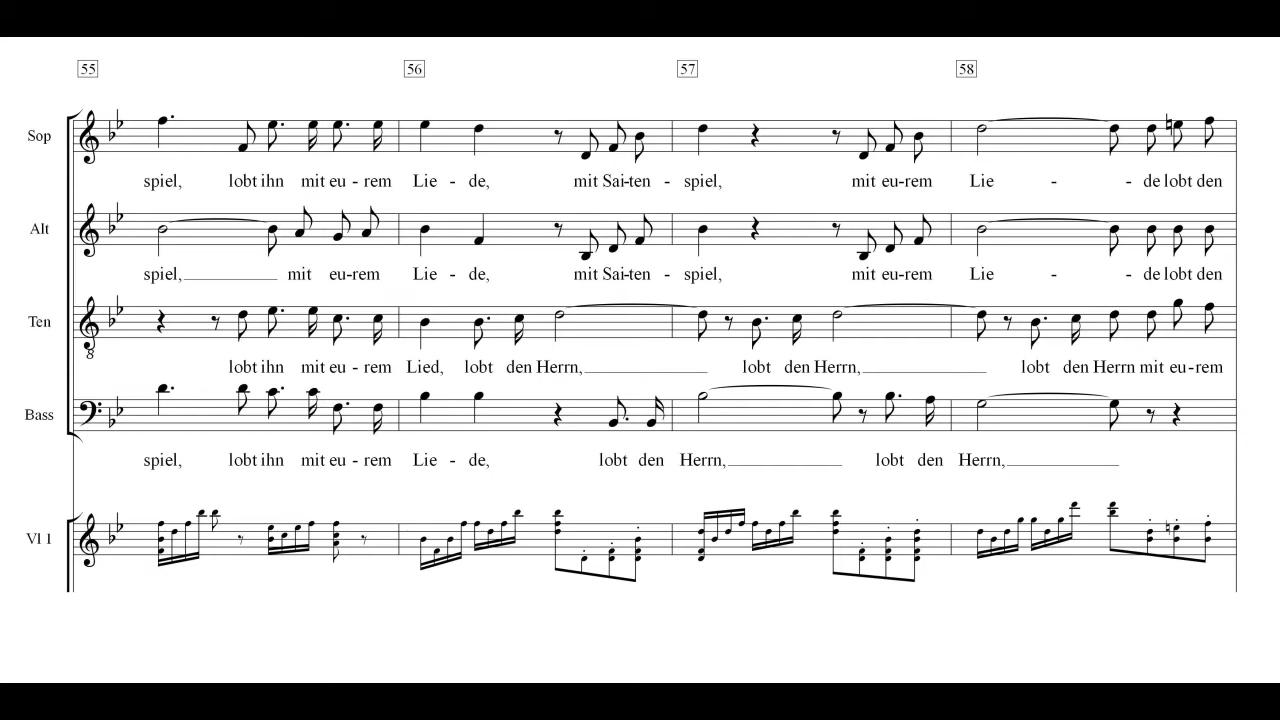 55 56 57 58
Sop
spiel, lobt ihn mit eu - rem Lie - de, mit Sai-ten - spiel, mit eu-rem Lie - - de lobt den
Alt
spiel, mit eu-rem Lie - de, mit Sai-ten - spiel, mit eu-rem Lie - - de lobt den
Ten
8
lobt ihn mit eu - rem Lied, lobt den Herrn, lobt den Herrn, lobt den Herrn mit eu-rem
Bass
spiel, lobt ihn mit eu - rem Lie - de, lobt den Herrn, lobt den Herrn,
Vl 1